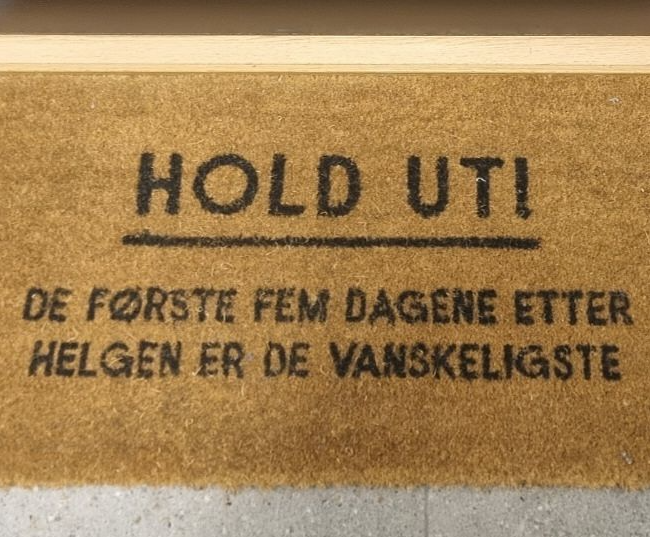 HOLD UT!
DE FØRSTE FEM DAGENE ETTER
HELGEN ER DE VANSKELIGSTE